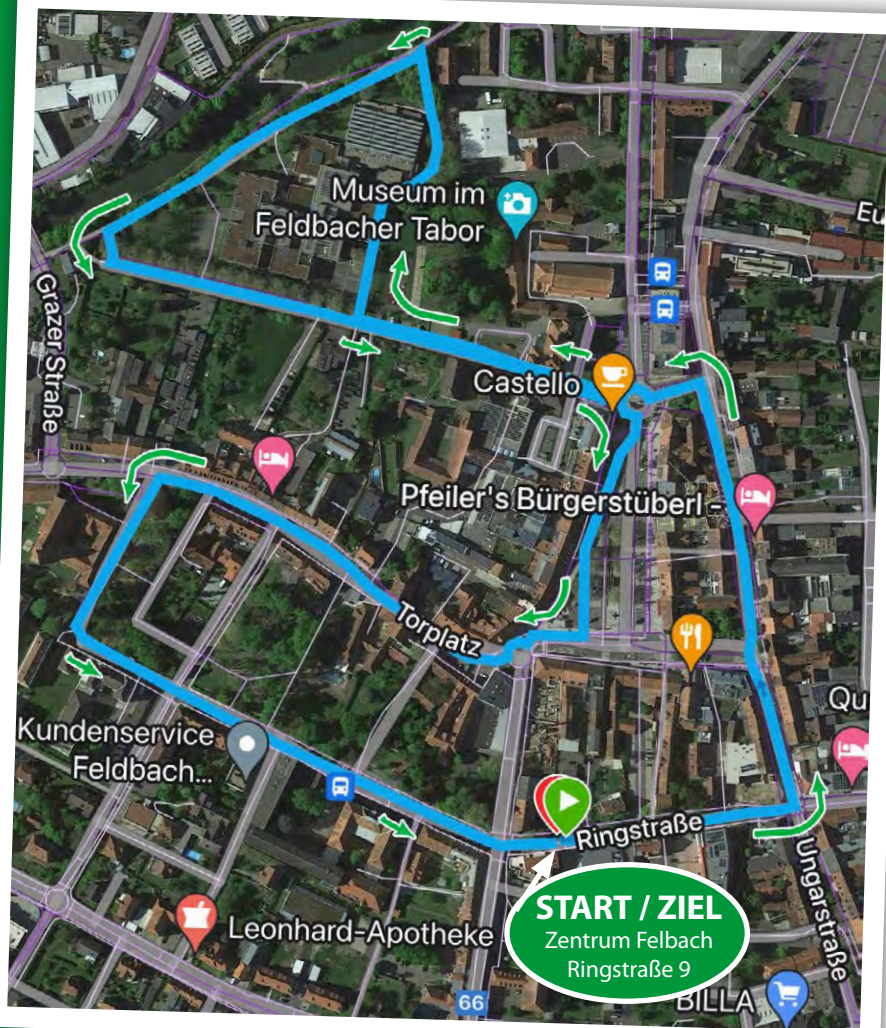 Museum im
Feldbacher Tabor
Eu
Grazer Straße
Castello
Pfeiler's Bürgerstüberl -
Torplatz
Qu
Kundenservice
Feldbach...
Ringstraße
Ungarstraße
START / ZIEL
Zentrum Felbach
Ringstraße 9
Leonhard-Apotheke
66
BILLA